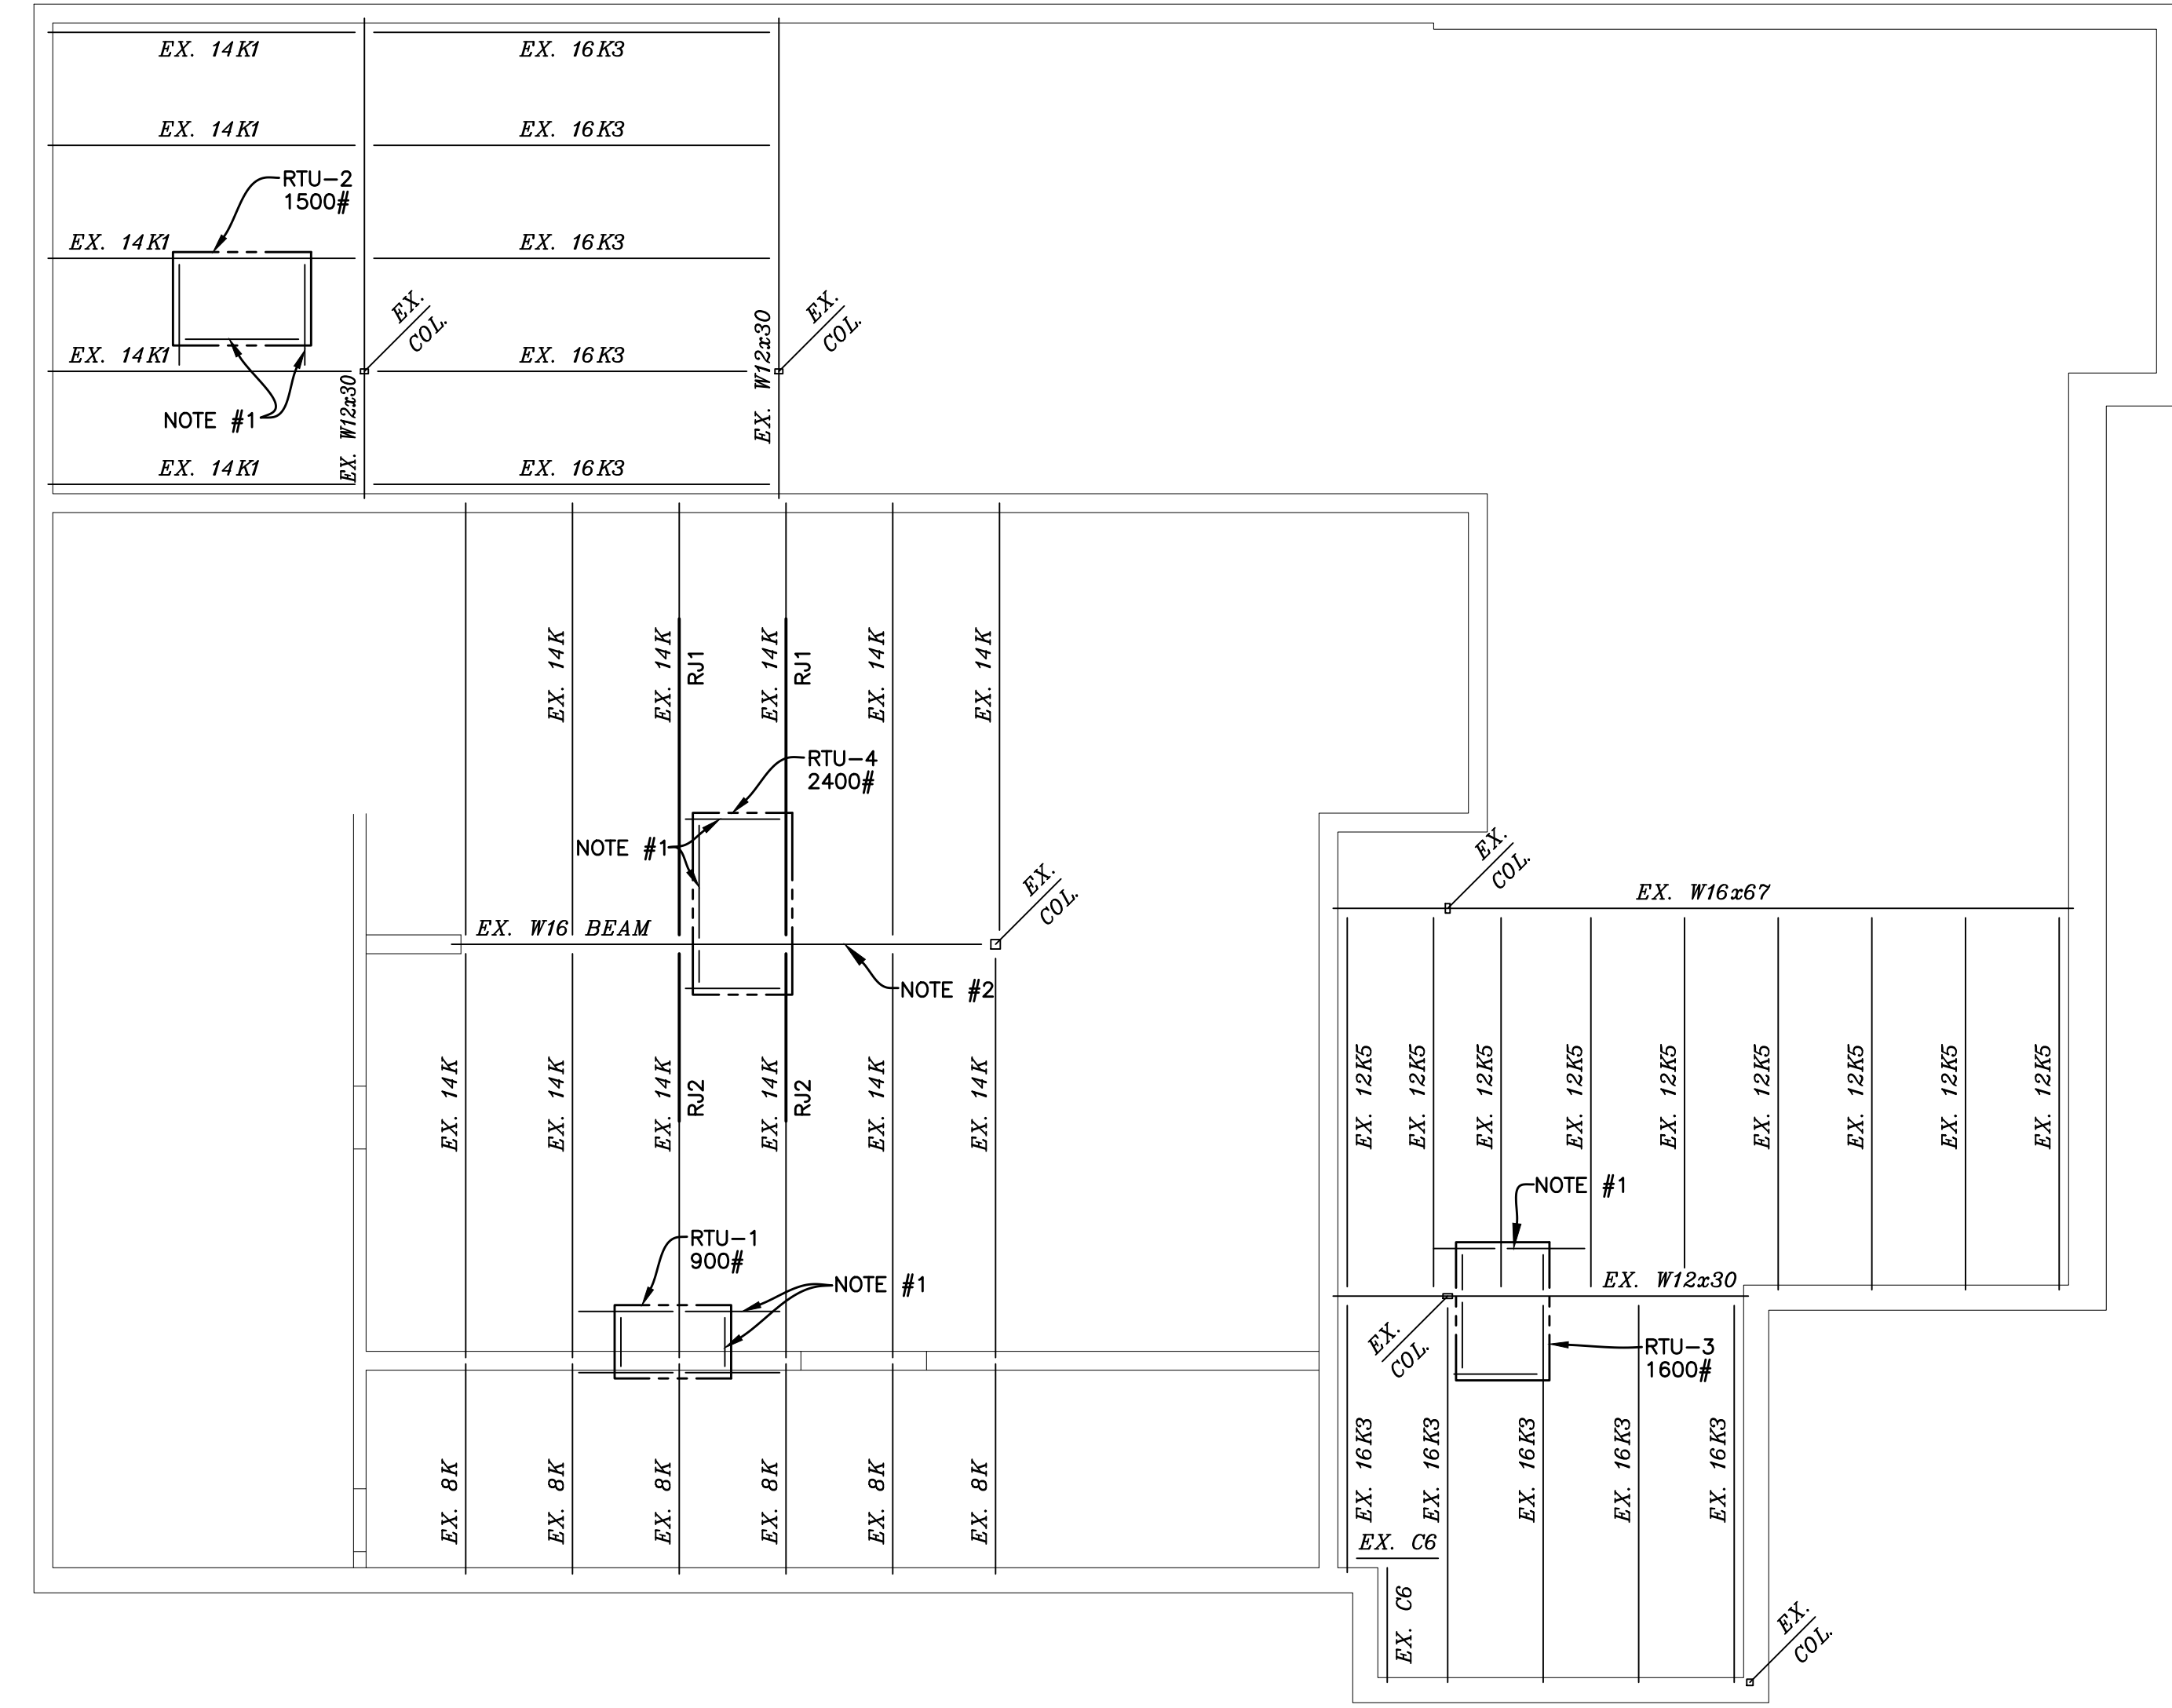 EX. 14K1
EX. 16K3
EX. 14K1
EX. 16K3
RTU-2
1500#
EX. 14K1
EX. 16K3
EX.
COL.
EX.
COL.
EX. W12x30
EX. 14K1
EX. 16K3
EX. W12x30
NOTE #1
EX. 14K1
EX. 16K3
EX. 14K
EX. 14K
RJ1
EX. 14K
RJ1
EX. 14K
EX. 14K
RTU-4
2400#
NOTE #1
EX.
COL.
EX.
COL.
EX. W16 BEAM
EX. W16x67
NOTE #2
EX. 14K
EX. 14K
EX. 14K
RJ2
EX. 14K
RJ2
EX. 14K
EX. 14K
EX. 12K5
EX. 12K5
EX. 12K5
EX. 12K5
EX. 12K5
EX. 12K5
EX. 12K5
EX. 12K5
EX. 12K5
NOTE #1
RTU-1
900#
NOTE #1
EX. W12x30
EX.
COL.
RTU-3
1600#
EX. 8K
EX. 8K
EX. 8K
EX. 8K
EX. 8K
EX. 8K
EX. 16K3
EX. 16K3
EX. 16K3
EX. 16K3
EX. 16K3
EX. C6
EX. C6
EX.
COL.